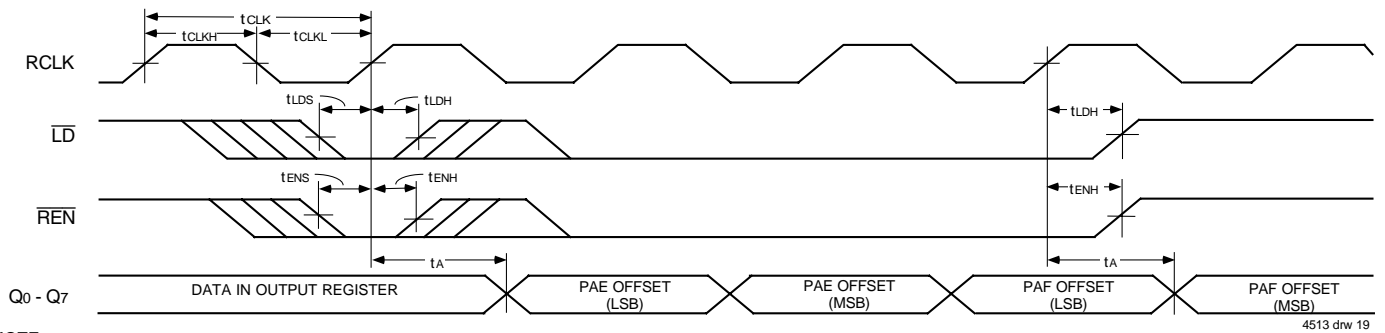 tCLK
tCLKH
tCLKL
RCLK
tLDS
tLDH
tLDH
LD
tENS
tENH
tENH
REN
tA
tA
Q0 - Q7
DATA IN OUTPUT REGISTER
PAE OFFSET
(LSB)
PAE OFFSET
(MSB)
PAF OFFSET
(LSB)
PAF OFFSET
(MSB)
4513 drw 19